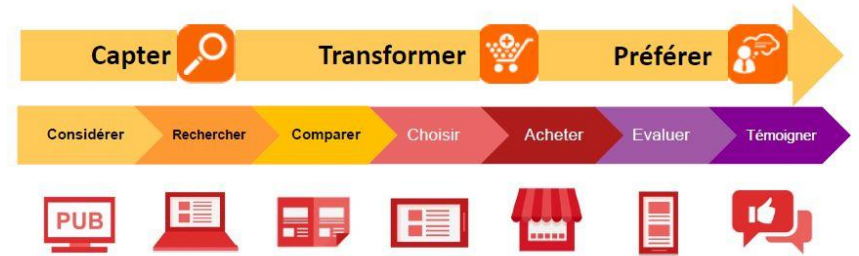 Capter Transformer Préférer
Considérer Rechercher Comparer Choisir Acheter Evaluer Témoigner
PUB